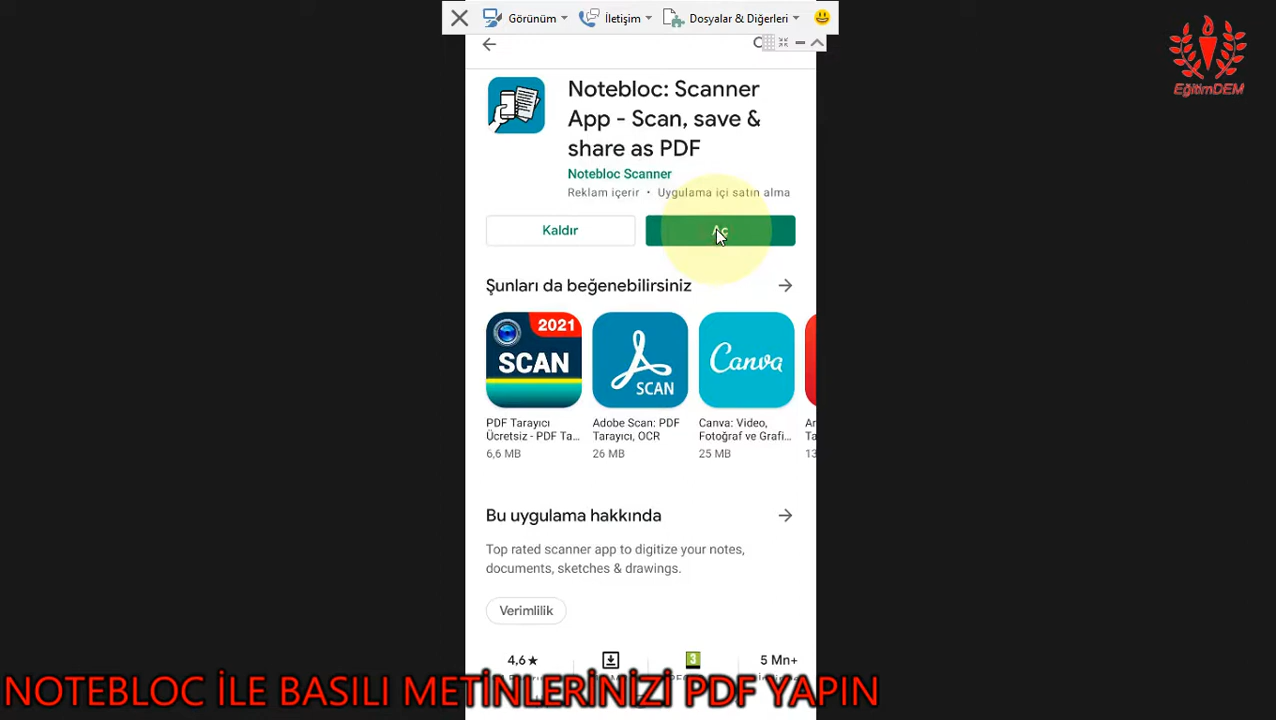 Görünüm
İletişim
Dosyalar & Diğerleri
EğitimDEM
Notebloc: Scanner
App - Scan, save &
share as PDF
Notebloc Scanner
Reklam içerir • Uygulama içi satın alma
Kaldır
Aç
Şunları da beğenebilirsiniz
2021
SCAN
SCAN
Canva
PDF Tarayıcı
Ücretsiz - PDF Ta...
6,6 MB
Adobe Scan: PDF
Tarayıcı, OCR
26 MB
Canva: Video,
Fotoğraf ve Grafi...
25 MB
Bu uygulama hakkında
Top rated scanner app to digitize your notes,
documents, sketches & drawings.
Verimlilik
4,6★
3
5 Mn+
NOTEBLOC İLE BASILI METİNLERİNİZİ PDF YAPIN